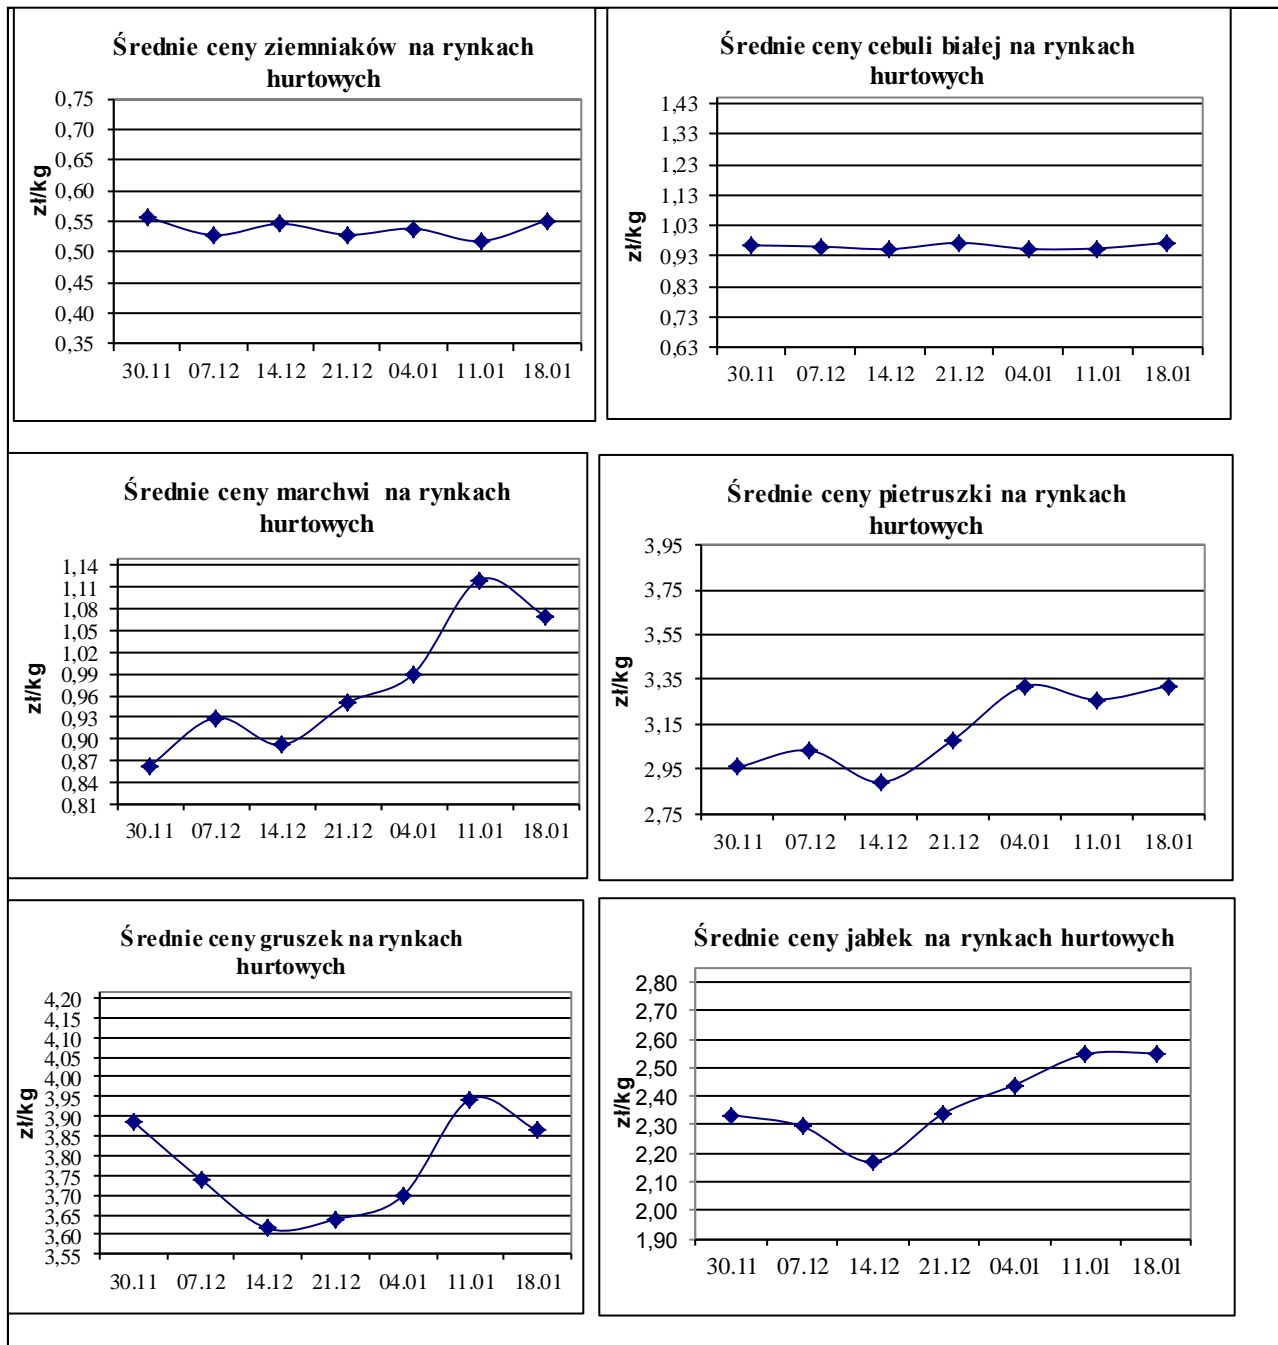 Średnie ceny ziemniaków na rynkach
hurtowych
zł/kg
0,75
0,70
0,65
0,60
0,55
0,50
0,45
0,40
0,35
30.11 07.12 14.12 21.12 04.01 11.01 18.01
Średnie ceny cebuli białej na rynkach
hurtowych
zł/kg
1,43
1,33
1,23
1,13
1,03
0,93
0,83
0,73
0,63
30.11 07.12 14.12 21.12 04.01 11.01 18.01
Średnie ceny marchwi na rynkach
hurtowych
zł/kg
1,14
1,11
1,08
1,05
1,02
0,99
0,96
0,93
0,90
0,87
0,84
0,81
30.11 07.12 14.12 21.12 04.01 11.01 18.01
Średnie ceny pietruszki na rynkach
hurtowych
zł/kg
3,95
3,75
3,55
3,35
3,15
2,95
2,75
30.11 07.12 14.12 21.12 04.01 11.01 18.01
Średnie ceny gruszek na rynkach
hurtowych
zł/kg
4,20
4,15
4,10
4,05
4,00
3,95
3,90
3,85
3,80
3,75
3,70
3,65
3,60
3,55
30.11 07.12 14.12 21.12 04.01 11.01 18.01
Średnie ceny jabłek na rynkach hurtowych
zł/kg
2,80
2,70
2,60
2,50
2,40
2,30
2,20
2,10
2,00
1,90
30.11 07.12 14.12 21.12 04.01 11.01 18.01